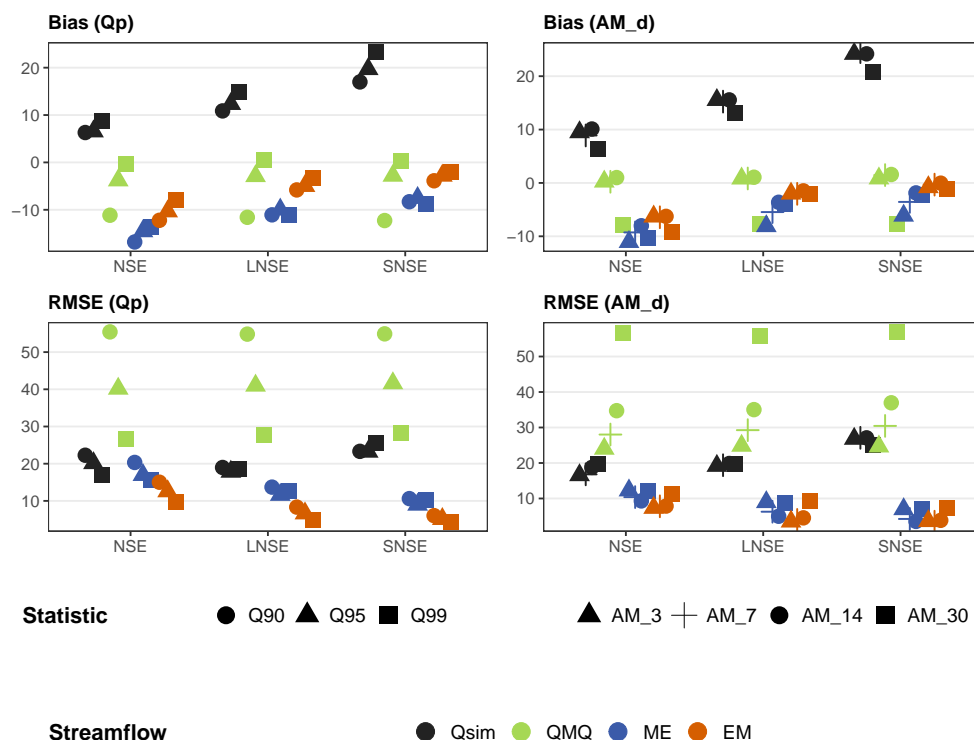 Bias (Qp)
Bias (AM_d)
20
10
0
−10
NSE
LNSE
SNSE
20
10
0
−10
NSE
LNSE
SNSE
RMSE (Qp)
RMSE (AM_d)
50
40
30
20
10
NSE
LNSE
SNSE
50
40
30
20
10
NSE
LNSE
SNSE
Statistic
Q90
Q95
Q99
AM_3
AM_7
AM_14
AM_30
Streamflow
Qsim
QMQ
ME
EM